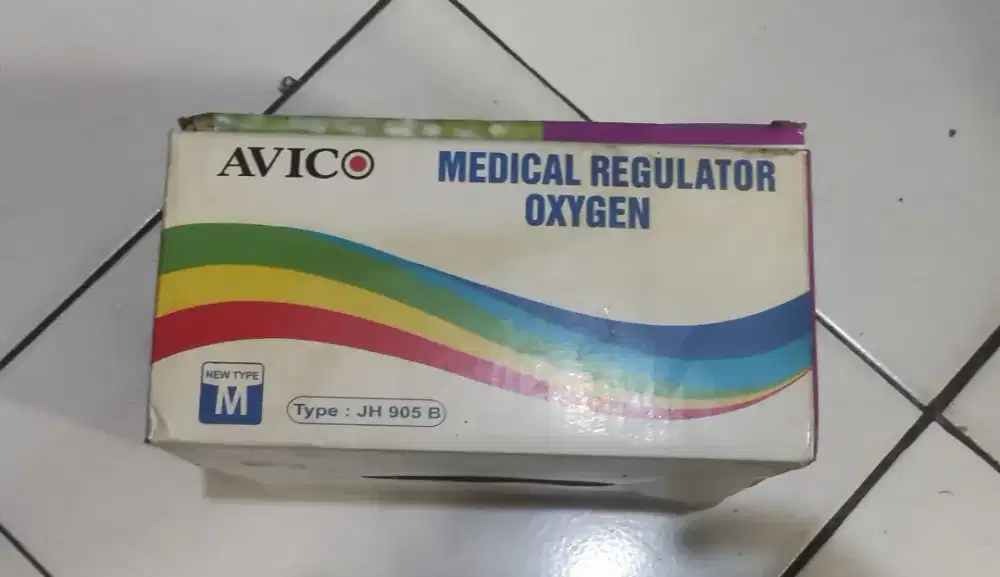 AVICO
MEDICAL REGULATOR
OXYGEN
NEW TYPE
M
Type : JH 905 B